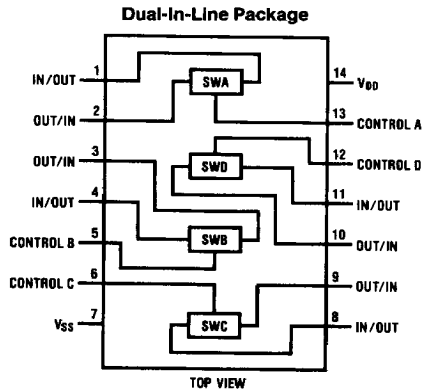 Dual-In-Line Package
IN/OUT 1
OUT/IN 2
OUT/IN 3
IN/OUT 4
CONTROL B 5
CONTROL C 6
VSS 7
SWA
SWD
SWB
SWC
14 VDD
13 CONTROL A
12 CONTROL D
11 IN/OUT
10 OUT/IN
9 OUT/IN
8 IN/OUT
TOP VIEW